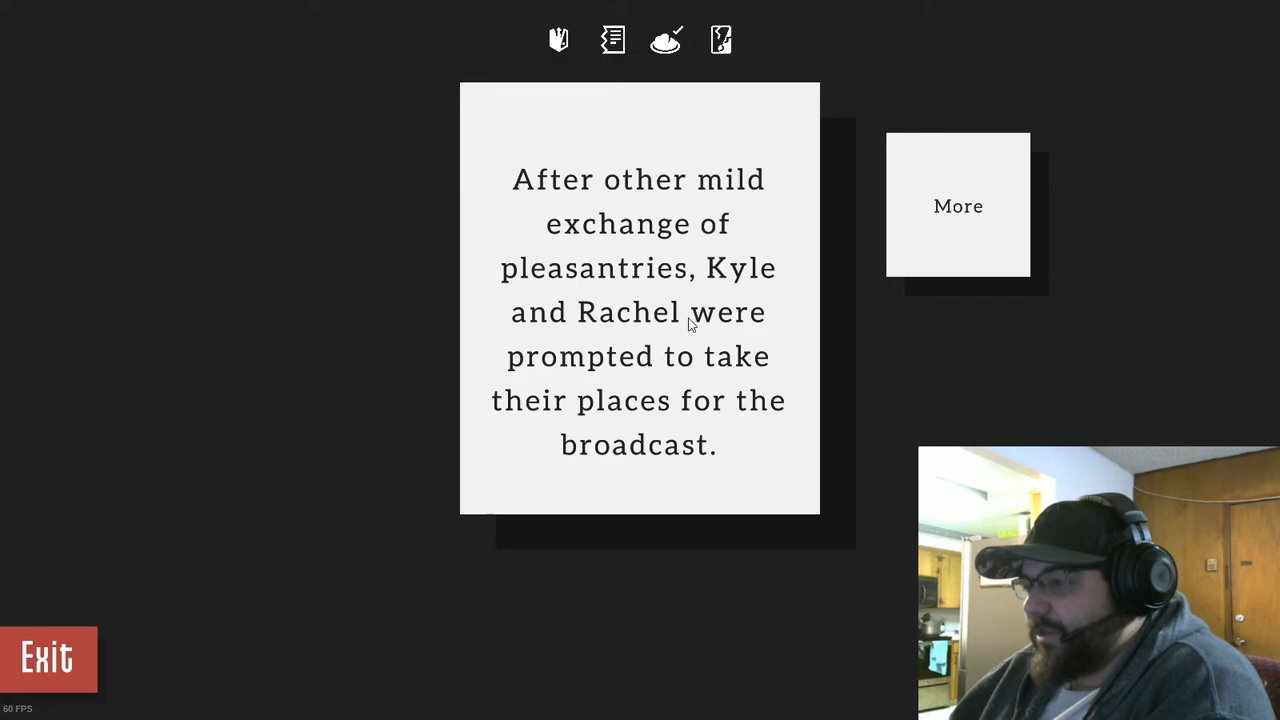 After other mild
exchange of
pleasantries, Kyle
and Rachel were
prompted to take
their places for the
broadcast.
More
Exit
60 FPS